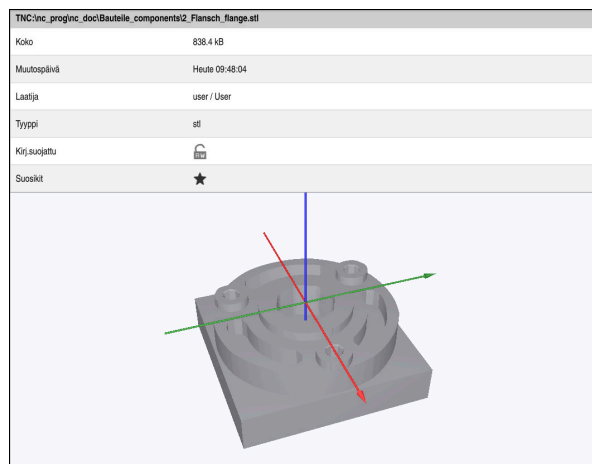 TNC:\nc_prog\nc_doc\Bauteile_components\2_Flansch_flange.stl
Koko 838.4 kB
Muutospäivä Heute 09:48:04
Laatija user / User
Tyyppi stl
Kirj.suojattu RW
Suosikit